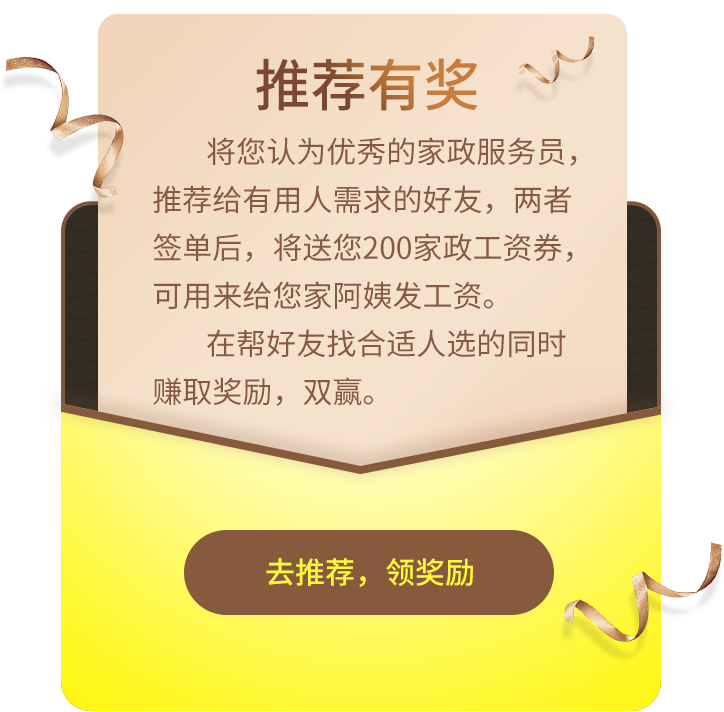 推荐有奖
将您认为优秀的家政服务员，
推荐给有用人需求的好友，两者
签单后，将送您200家政工资券，
可用来给您家阿姨发工资。
在帮好友找合适人选的同时
赚取奖励，双赢。
去推荐，领奖励